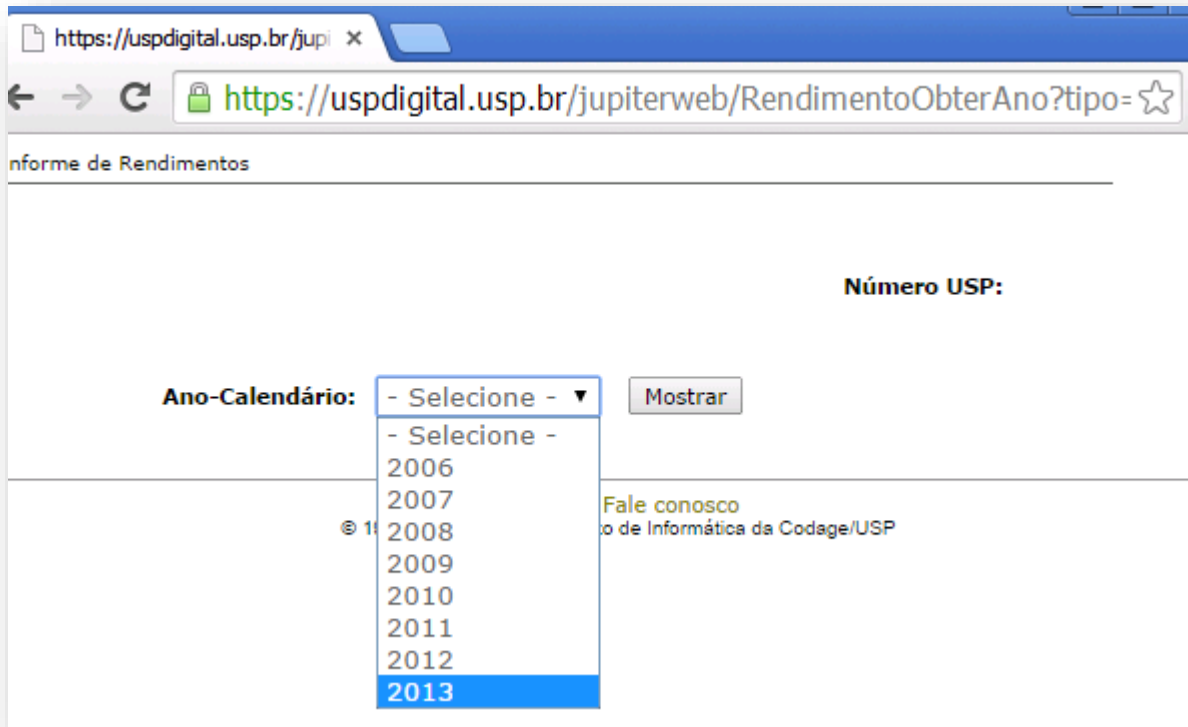 https://uspdigital.usp.br/jupi
https://uspdigital.usp.br/jupiterweb/RendimentoObterAno?tipo=
nforme de Rendimentos
Número USP:
Ano-Calendário: - Selecione - Mostrar
- Selecione -
2006
2007
Fale conosco
© 1 de Informática da Codage/USP
2008
2009
2010
2011
2012
2013